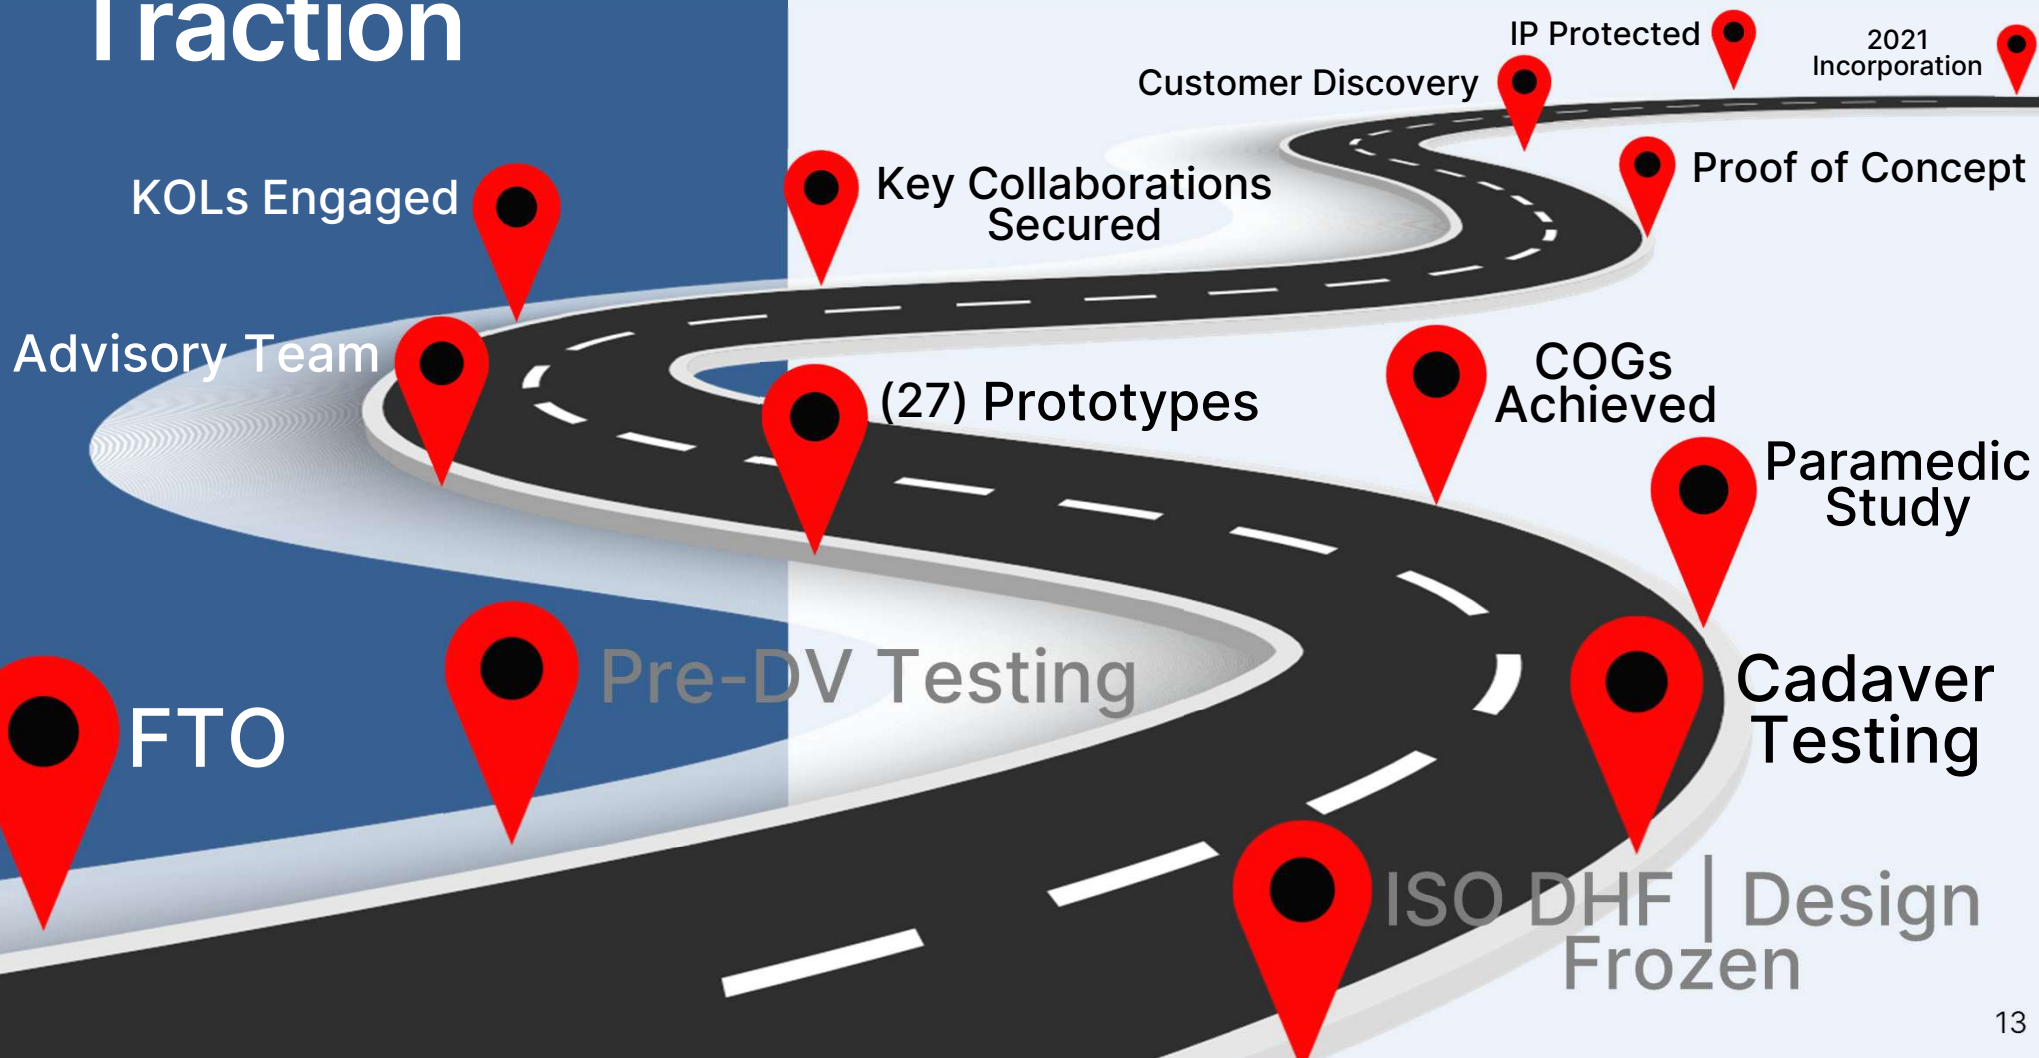 Traction
IP Protected
2021
Incorporation
Customer Discovery
Proof of Concept
KOLs Engaged
Key Collaborations
Secured
Advisory Team
(27) Prototypes
COGs
Achieved
Paramedic
Study
Cadaver
Testing
Pre-DV Testing
FTO
ISO DHF | Design
Frozen
13